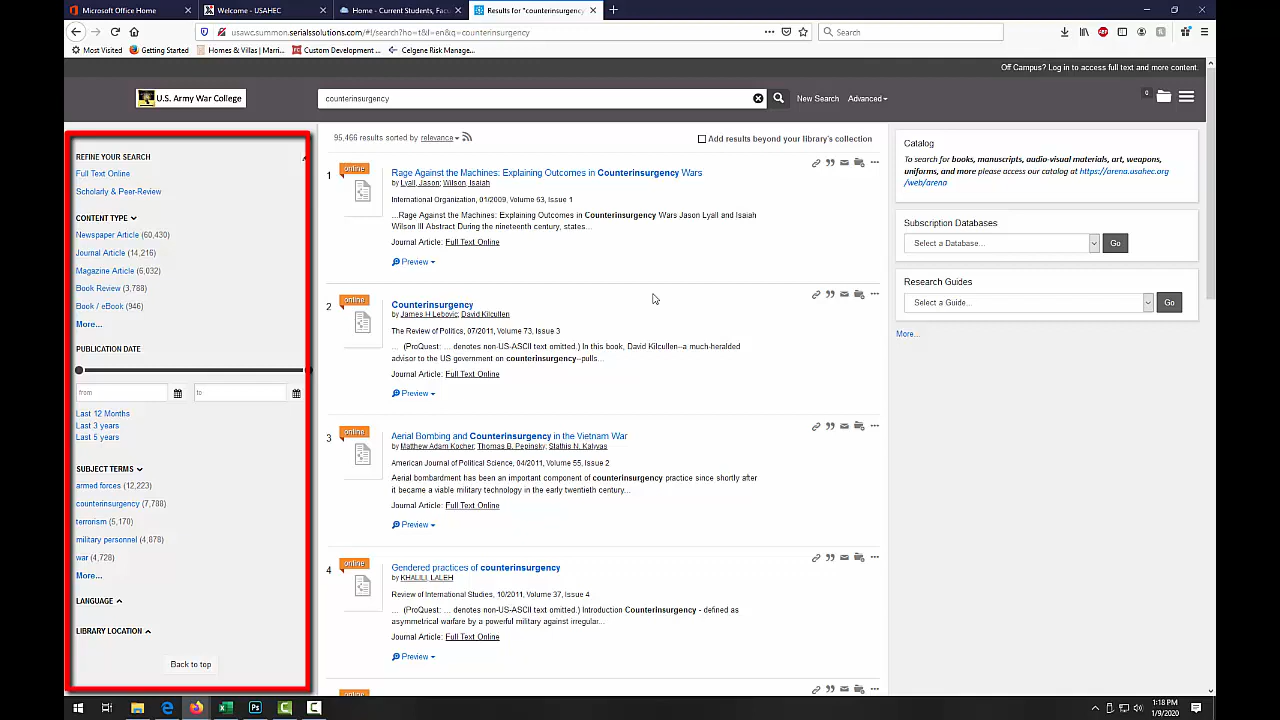 Microsoft Office Home
Welcome - USAHEC
Home - Current Students, Fac
Results for "counterinsurgency
usawc.summon.serialssolutions.com/#!/search?ho=t&l=en&q=counterinsurgency
Search
Most Visited
Getting Started
Homes & Villas | Marri...
Custom Development ...
Celgene Risk Manage...
Off Campus? Log in to access full text and more content.
U.S. Army War College
counterinsurgency
New Search
Advanced
0
REFINE YOUR SEARCH
Full Text Online
Scholarly & Peer-Review
CONTENT TYPE
Newspaper Article (60,430)
Journal Article (14,216)
Magazine Article (6,032)
Book Review (3,788)
Book / eBook (946)
More...
PUBLICATION DATE
from
to
Last 12 Months
Last 3 years
Last 5 years
SUBJECT TERMS
armed forces (12,223)
counterinsurgency (7,788)
terrorism (5,170)
military personnel (4,878)
war (4,728)
More...
LANGUAGE
LIBRARY LOCATION
Back to top
95,466 results sorted by relevance
Add results beyond your library's collection
1
online
Rage Against the Machines: Explaining Outcomes in Counterinsurgency Wars
by Lyall, Jason; Wilson, Isaiah
International Organization, 01/2009, Volume 63, Issue 1
...Rage Against the Machines: Explaining Outcomes in Counterinsurgency Wars Jason Lyall and Isaiah
Wilson III Abstract During the nineteenth century, states...
Journal Article: Full Text Online
Preview
2
online
Counterinsurgency
by James H Lebovic; David Kilcullen
The Review of Politics, 07/2011, Volume 73, Issue 3
... (ProQuest: ... denotes non-US-ASCII text omitted.) In this book, David Kilcullen--a much-heralded
advisor to the US government on counterinsurgency--pulls...
Journal Article: Full Text Online
Preview
3
online
Aerial Bombing and Counterinsurgency in the Vietnam War
by Matthew Adam Kocher; Thomas B. Pepinsky; Stathis N. Kalyvas
American Journal of Political Science, 04/2011, Volume 55, Issue 2
Aerial bombardment has been an important component of counterinsurgency practice since shortly after
it became a viable military technology in the early twentieth century...
Journal Article: Full Text Online
Preview
4
online
Gendered practices of counterinsurgency
by KHALILI, LALEH
Review of International Studies, 10/2011, Volume 37, Issue 4
... (ProQuest: ... denotes non-US-ASCII text omitted.) Introduction Counterinsurgency - defined as
asymmetrical warfare by a powerful military against irregular...
Journal Article: Full Text Online
Preview
online
Catalog
To search for books, manuscripts, audio-visual materials, art, weapons,
uniforms, and more please access our catalog at https://arena.usahec.org
/web/arena
Subscription Databases
Select a Database...
Go
Research Guides
Select a Guide...
Go
More...
1:18 PM
1/9/2020